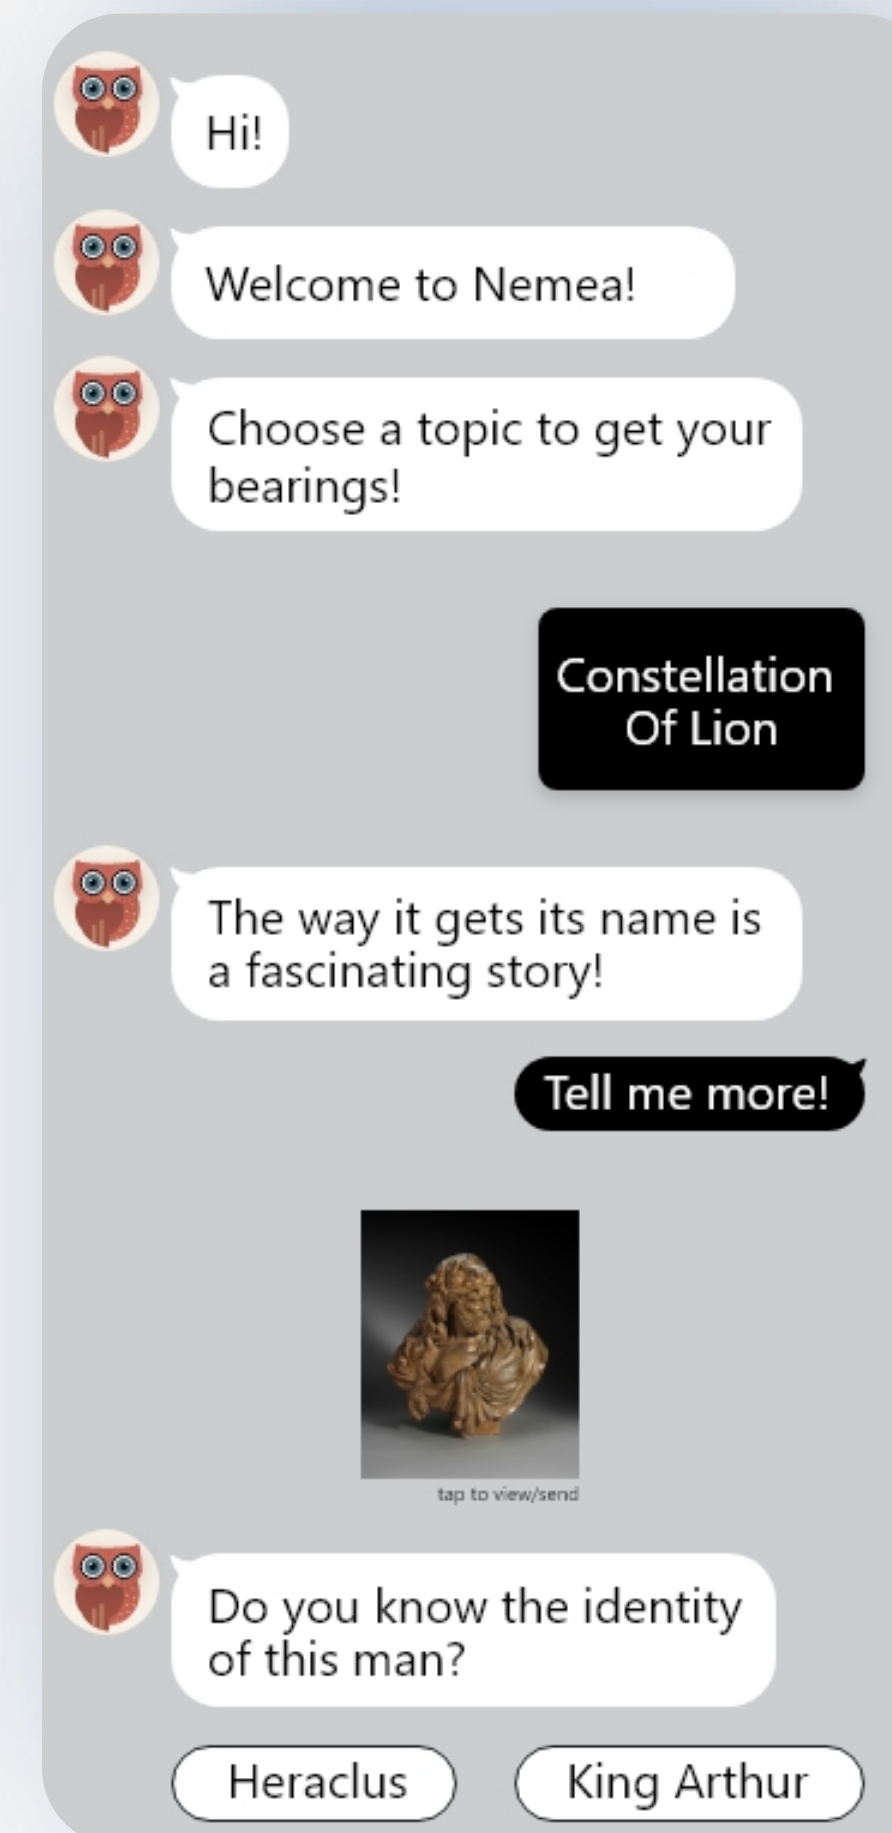 Hi!
Welcome to Nemea!
Choose a topic to get your
bearings!
Constellation
Of Lion
The way it gets its name is
a fascinating story!
Tell me more!
tap to view/send
Do you know the identity
of this man?
Heraclus
King Arthur